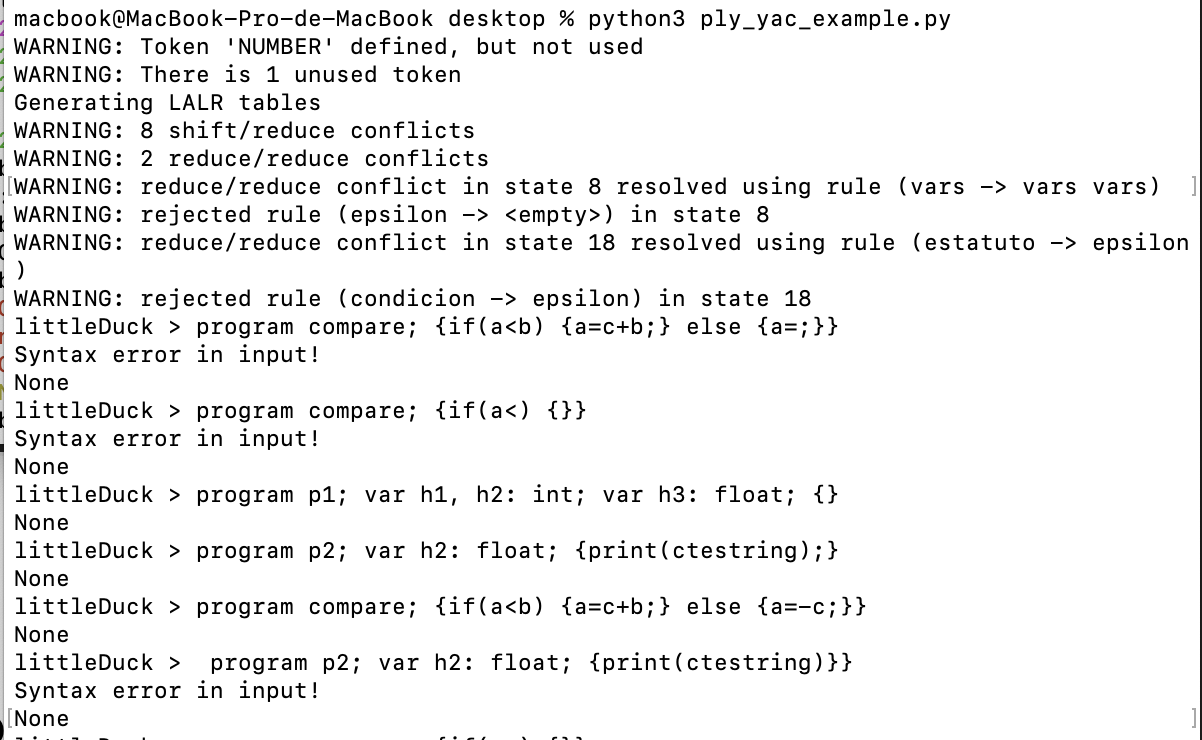 macbook@MacBook-Pro-de-MacBook desktop % python3 ply_yac_example.py
WARNING: Token 'NUMBER' defined, but not used
WARNING: There is 1 unused token
Generating LALR tables
WARNING: 8 shift/reduce conflicts
WARNING: 2 reduce/reduce conflicts
[WARNING: reduce/reduce conflict in state 8 resolved using rule (vars -> vars vars) ]
WARNING: rejected rule (epsilon -> <empty>) in state 8
WARNING: reduce/reduce conflict in state 18 resolved using rule (estatuto -> epsilon
)
WARNING: rejected rule (condicion -> epsilon) in state 18
littleDuck > program compare; {if(a<b) {a=c+b;} else {a=;}}
Syntax error in input!
None
littleDuck > program compare; {if(a<) {}}
Syntax error in input!
None
littleDuck > program p1; var h1, h2: int; var h3: float; {}
None
littleDuck > program p2; var h2: float; {print(ctestring);}
None
littleDuck > program compare; {if(a<b) {a=c+b;} else {a=-c;}}
None
littleDuck >  program p2; var h2: float; {print(ctestring)}}
Syntax error in input!
[None ]